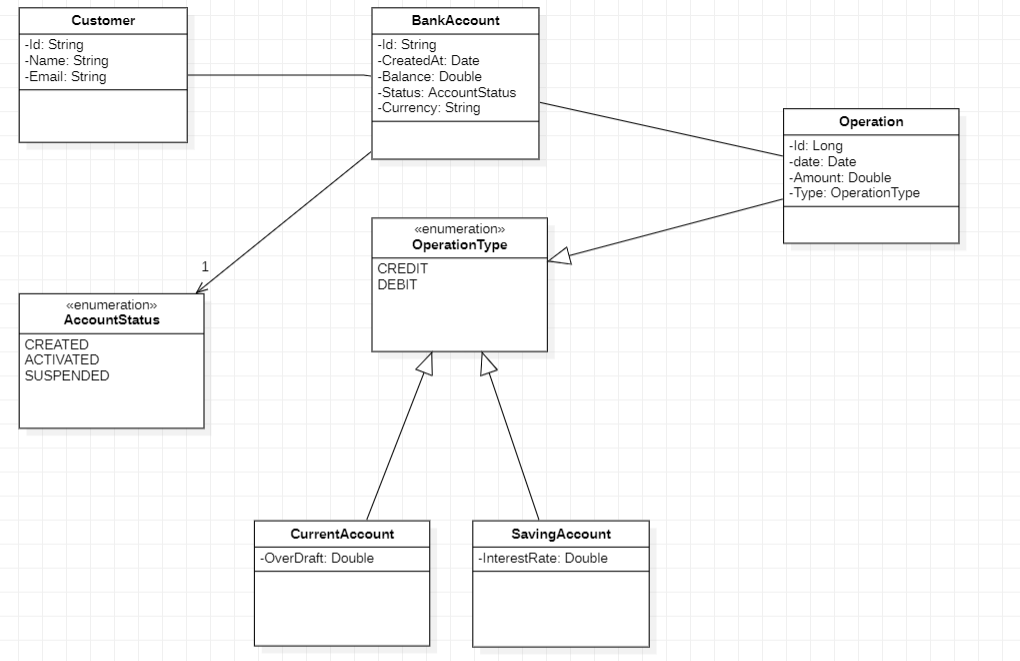 Customer
-Id: String
-Name: String
-Email: String
BankAccount
-Id: String
-CreatedAt: Date
-Balance: Double
-Status: AccountStatus
-Currency: String
Operation
-Id: Long
-date: Date
-Amount: Double
-Type: OperationType
«enumeration»
OperationType
CREDIT
DEBIT
1
«enumeration»
AccountStatus
CREATED
ACTIVATED
SUSPENDED
CurrentAccount
-OverDraft: Double
SavingAccount
-InterestRate: Double